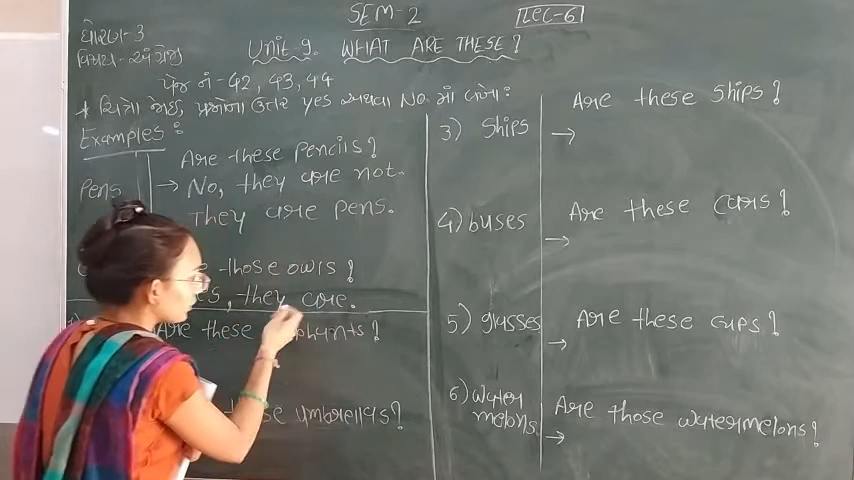 SEM-2
LEC-6
ધોરણ-3
વિષય-અંગ્રેજી
Unit-9. WHAT ARE THESE?
પેજ નં-42, 43, 44
* ચિત્રો જોઇ, પ્રશ્નોના ઉત્તર yes અથવા No માં આપો:
Examples:
Pens
Are these Pencils?
→ No, they are not.
They are Pens.
those owls?
, they are.
Are these
umbrellas?
3) Ships
Are these Ships?
→
4) buses
Are these Cars?
→
5) glasses
Are these cups?
→
6) Water
melons.
Are those watermelons?
→